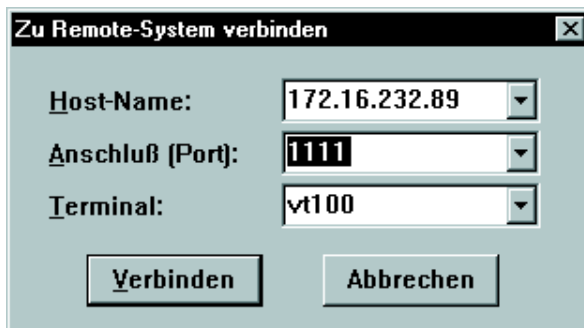 Zu Remote-System verbinden
Host-Name: 172.16.232.89
Anschluß (Port): 1111
Terminal: vt100
Verbinden Abbrechen